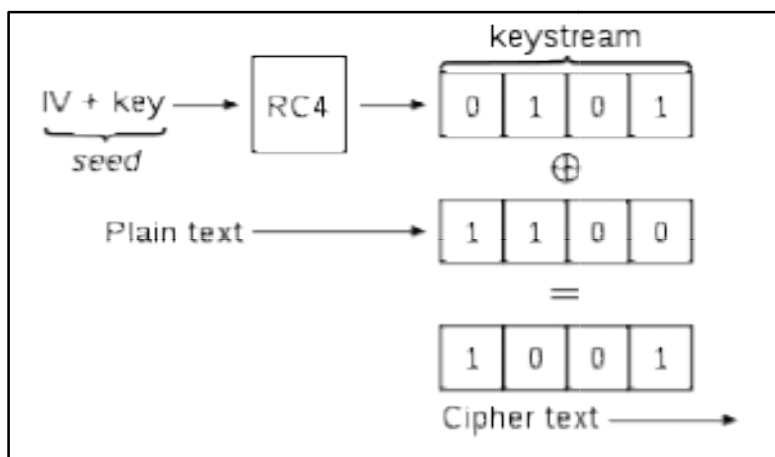 keystream
IV + key
RC4
0 1 0 1
seed
⊕
Plain text
1 1 0 0
=
1 0 0 1
Cipher text